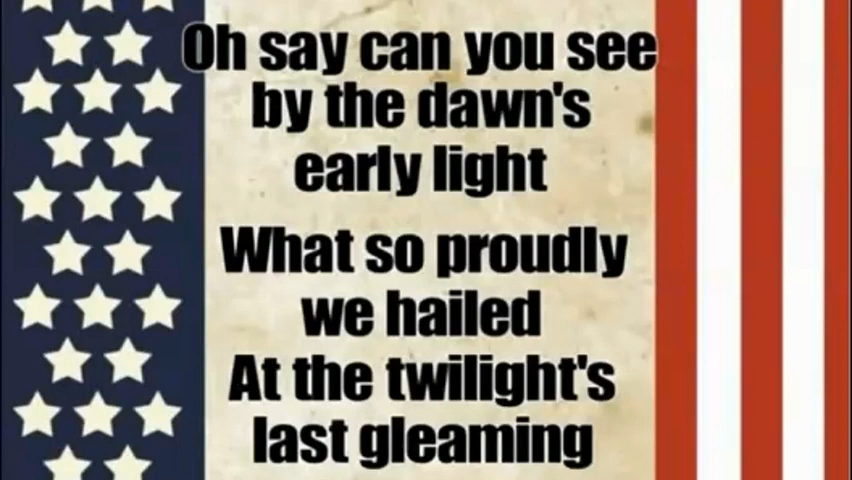 Oh say can you see
by the dawn's
early light
What so proudly
we hailed
At the twilight's
last gleaming